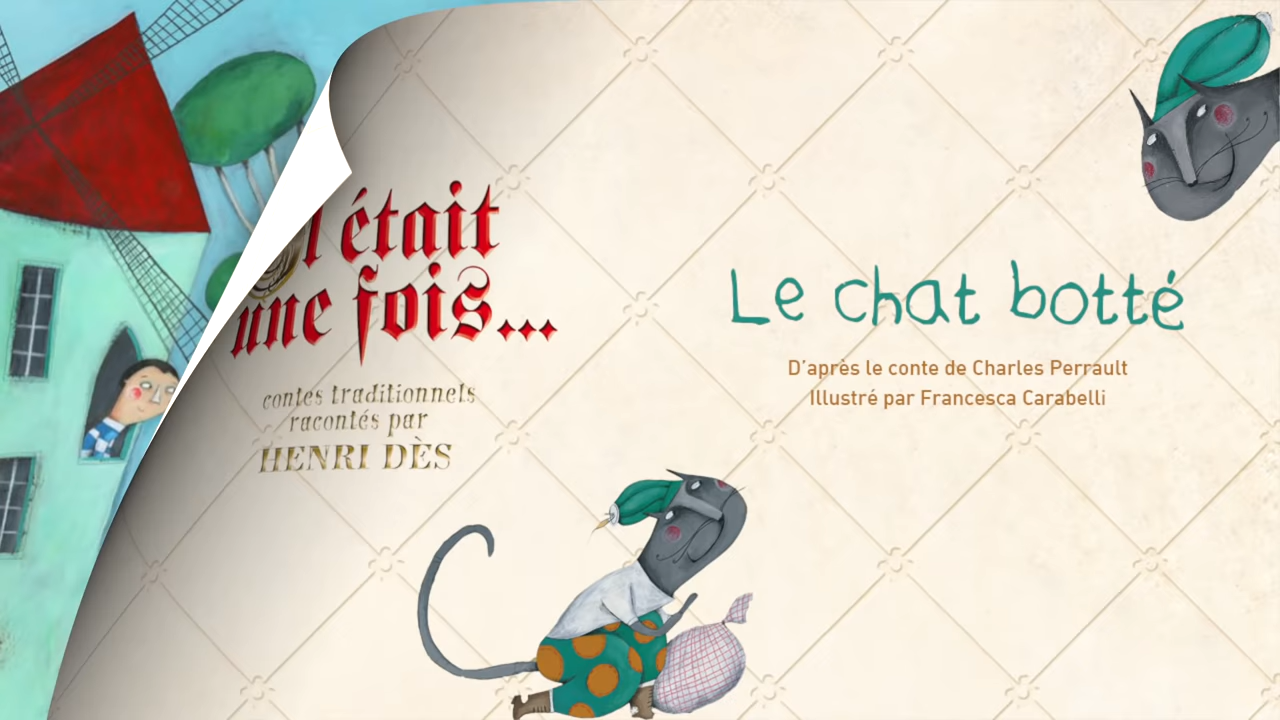 l était
une fois...
contes traditionnels
racontés par
HENRI DÈS
Le chat botté
D'après le conte de Charles Perrault
Illustré par Francesca Carabelli